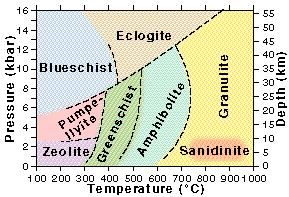 16
14
12
10
8
6
4
2
0
Pressure (kbar)
Eclogite
Blueschist
Pumpe-
llyite
Zeolite
Greenschist
Amphibolite
Granulite
Sanidinite
55
50
45
40
35
30
25
20
15
10
5
0
Depth (km)
100 200 300 400 500 600 700 800 900 1 000
Temperature (°C)